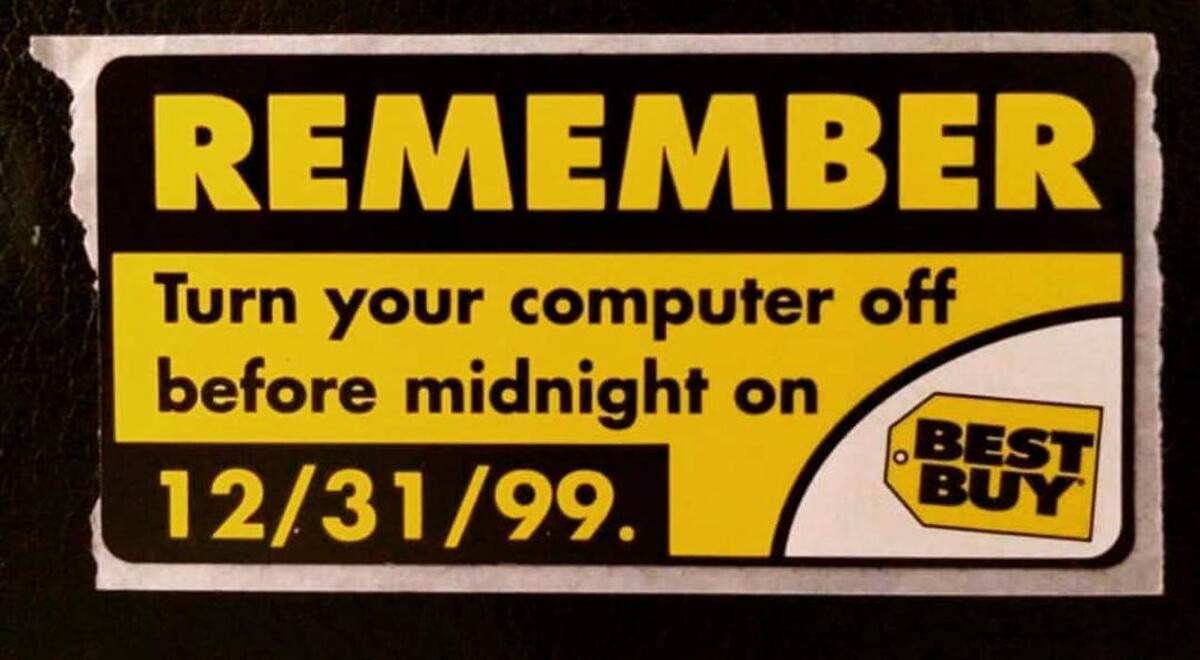 REMEMBER
Turn your computer off
before midnight on
12/31/99.
BEST
BUY